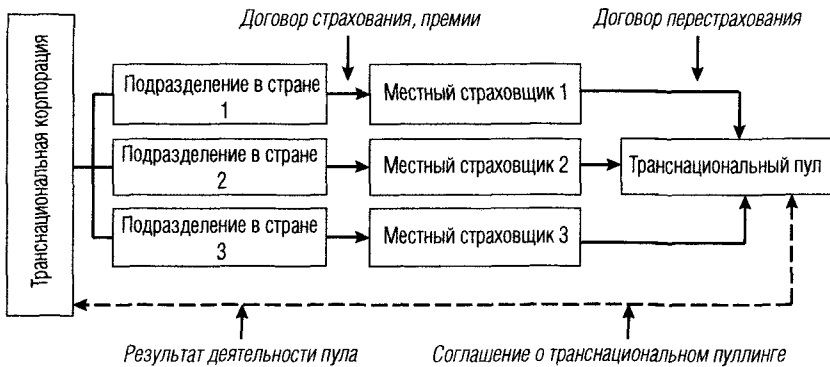 Договор страхования, премии
Договор перестрахования
Транснациональная корпорация
Подразделение в стране
1
Местный страховщик 1
Подразделение в стране
2
Местный страховщик 2
Транснациональный пул
Подразделение в стране
3
Местный страховщик 3
Результат деятельности пула
Соглашение о транснациональном пуллинге